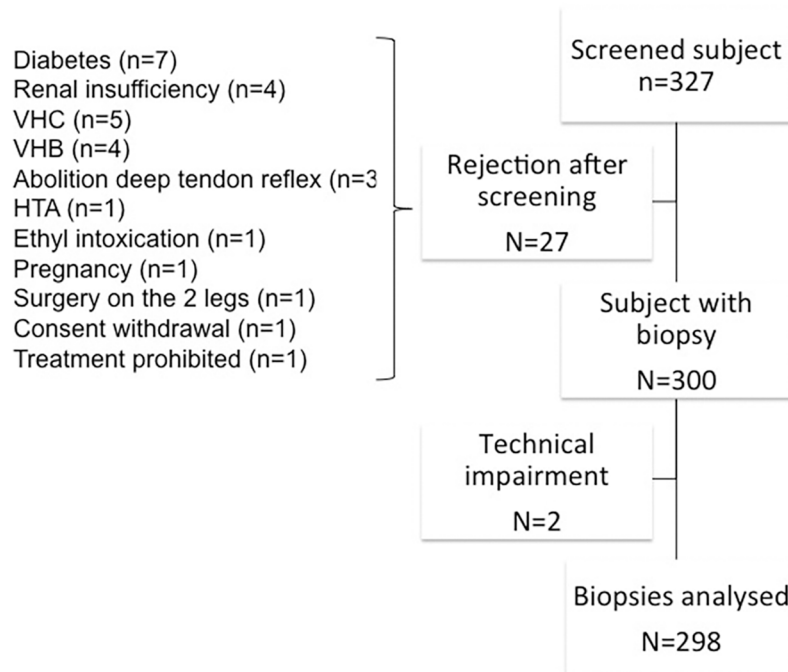 Diabetes (n=7)
Renal insufficiency (n=4)
VHC (n=5)
VHB (n=4)
Abolition deep tendon reflex (n=3
HTA (n=1)
Ethyl intoxication (n=1)
Pregnancy (n=1)
Surgery on the 2 legs (n=1)
Consent withdrawal (n=1)
Treatment prohibited (n=1)
Screened subject
n=327
Rejection after
screening
N=27
Subject with
biopsy
N=300
Technical
impairment
N=2
Biopsies analysed
N=298